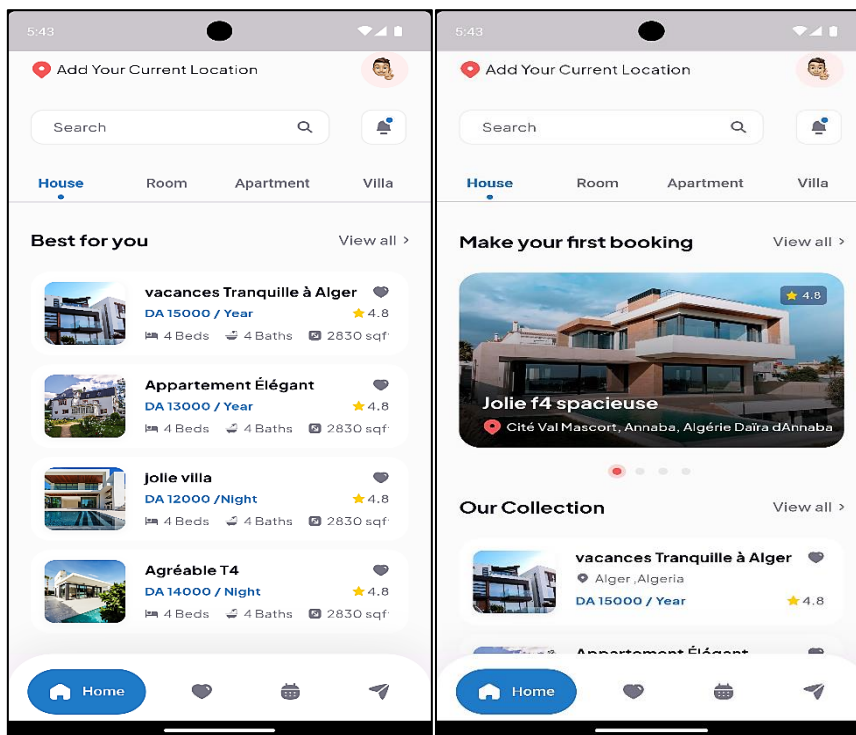 5:43
Add Your Current Location
Search
House Room Apartment Villa
Best for you View all >
vacances Tranquille à Alger
DA 15000 / Year 4.8
4 Beds 4 Baths 2830 sqf
Appartement Élégant
DA 13000 / Year 4.8
4 Beds 4 Baths 2830 sqf
jolie villa
DA 12000 /Night 4.8
4 Beds 4 Baths 2830 sqf
Agréable T4
DA 14000 / Night 4.8
4 Beds 4 Baths 2830 sqf
Home
5:43
Add Your Current Location
Search
House Room Apartment Villa
Make your first booking View all >
4.8
Jolie f4 spacieuse
Cité Val Mascort, Annaba, Algérie Daïra dAnnaba
Our Collection View all >
vacances Tranquille à Alger
Alger ,Algeria
DA 15000 / Year 4.8
Appartement Élégant
Home